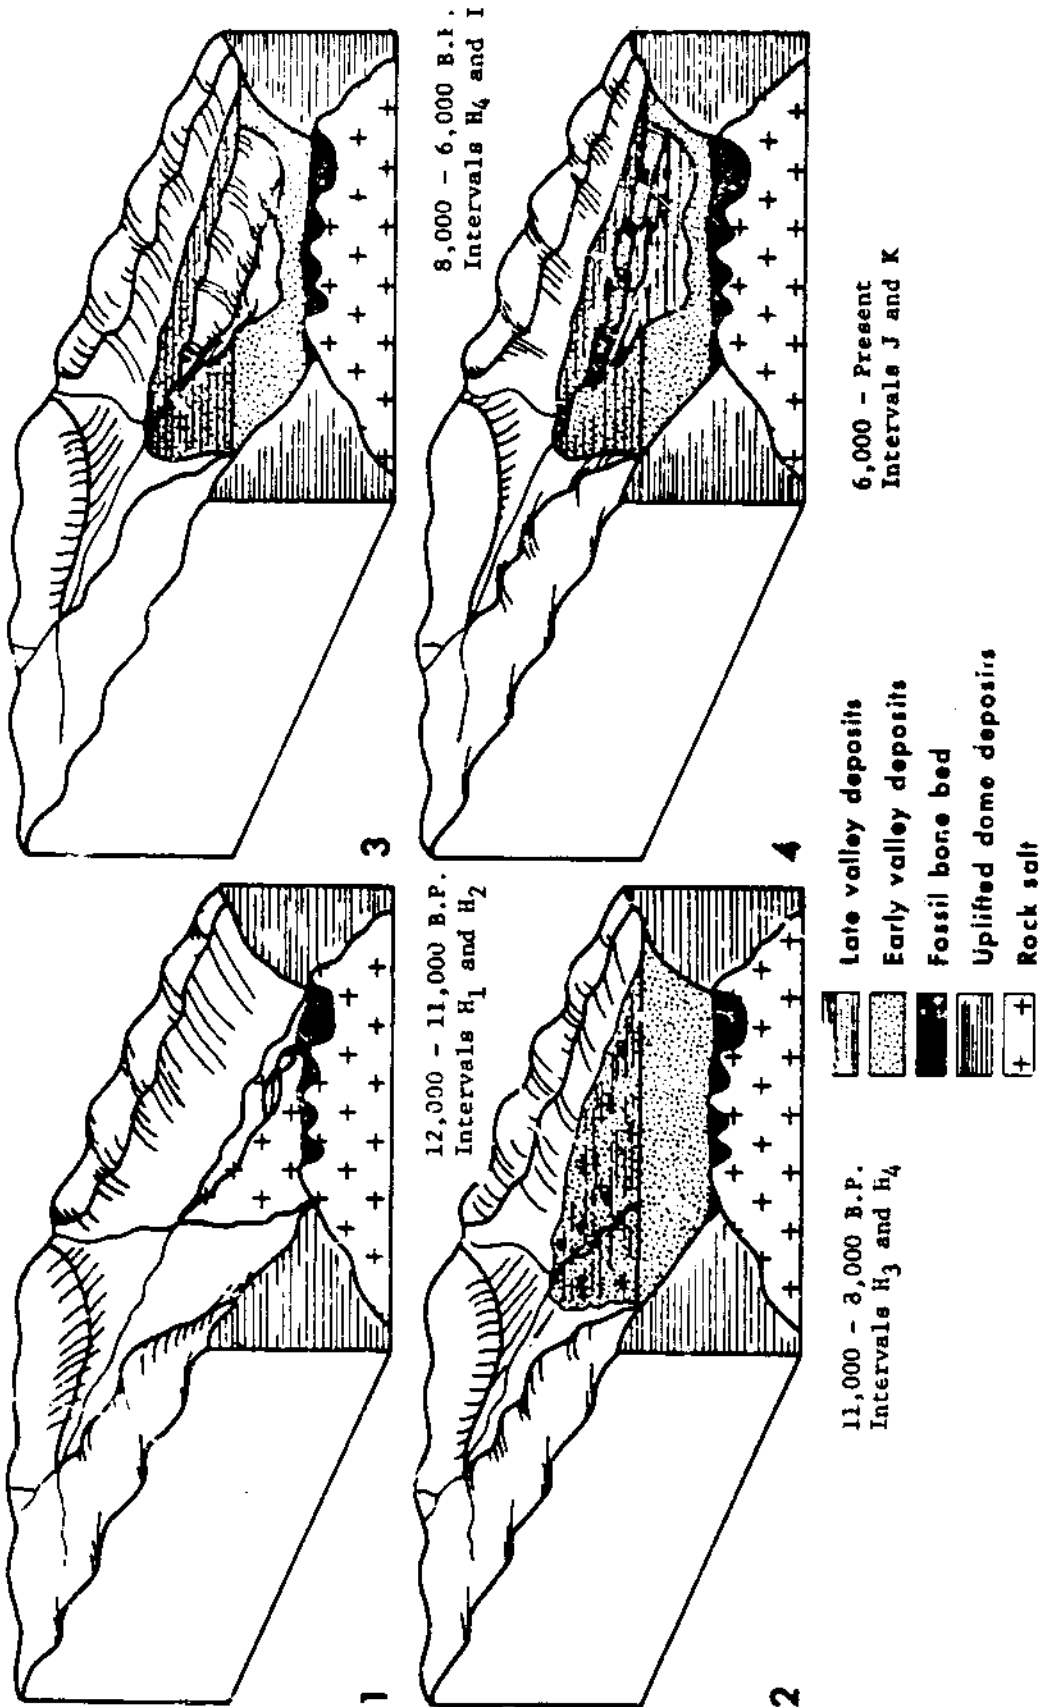 1
12,000 - 11,000 B.P.
Intervals H₁ and H₂
3
8,000 - 6,000 B.P.
Intervals H₄ and I
2
11,000 - 8,000 B.P.
Intervals H₃ and H₄
4
6,000 - Present
Intervals J and K
Late valley deposits
Early valley deposits
Fossil bone bed
Uplifted dome deposits
Rock salt